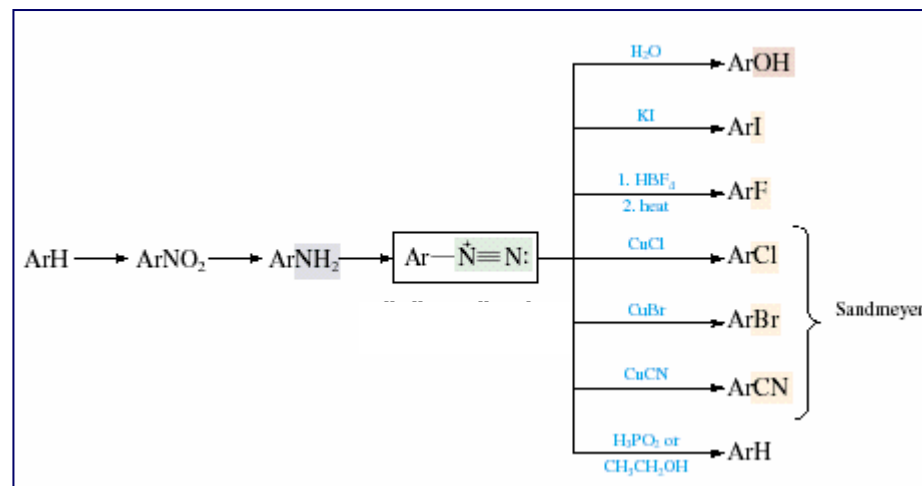 H₂O
ArOH
KI
ArI
1. HBF₄
2. heat
ArF
ArH → ArNO₂ → ArNH₂ → Ar—N⁺≡N:
CuCl
ArCl
CuBr
ArBr
Sandmeyer
CuCN
ArCN
H₃PO₂ or
CH₃CH₂OH
ArH